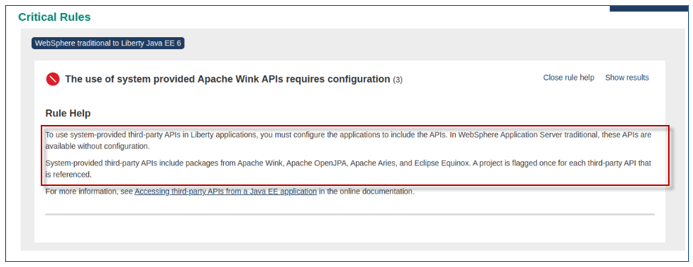 Critical Rules
WebSphere traditional to Liberty Java EE 6
The use of system provided Apache Wink APIs requires configuration (3)
Close rule help Show results
Rule Help
To use system-provided third-party APIs in Liberty applications, you must configure the applications to include the APIs. In WebSphere Application Server traditional, these APIs are
available without configuration.
System-provided third-party APIs include packages from Apache Wink, Apache OpenJPA, Apache Aries, and Eclipse Equinox. A project is flagged once for each third-party API that
is referenced.
For more information, see Accessing third-party APIs from a Java EE application in the online documentation.